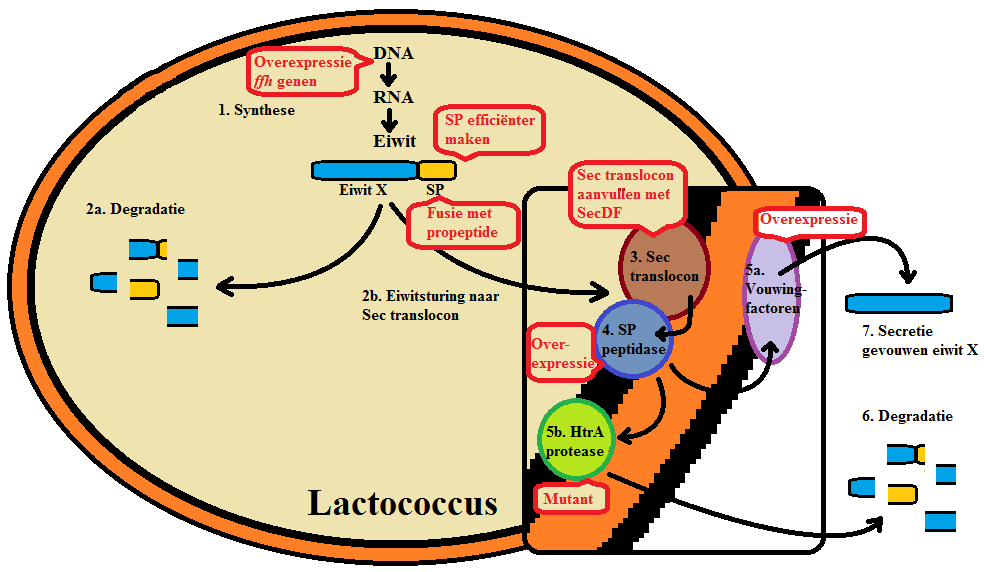 DNA
Overexpressie
ffh genen
RNA
1. Synthese
Eiwit
SP efficiënter
maken
Eiwit X
SP
Fusie met
propeptide
2a. Degradatie
2b. Eiwitsturing naar
Sec translocon
Sec translocon
aanvullen met
SecDF
3. Sec
translocon
4. SP
peptidase
Over-
expressie
5b. HtrA
protease
Mutant
Overexpressie
5a.
Vouwing-
factoren
7. Secretie
gevouwen eiwit X
6. Degradatie
Lactococcus